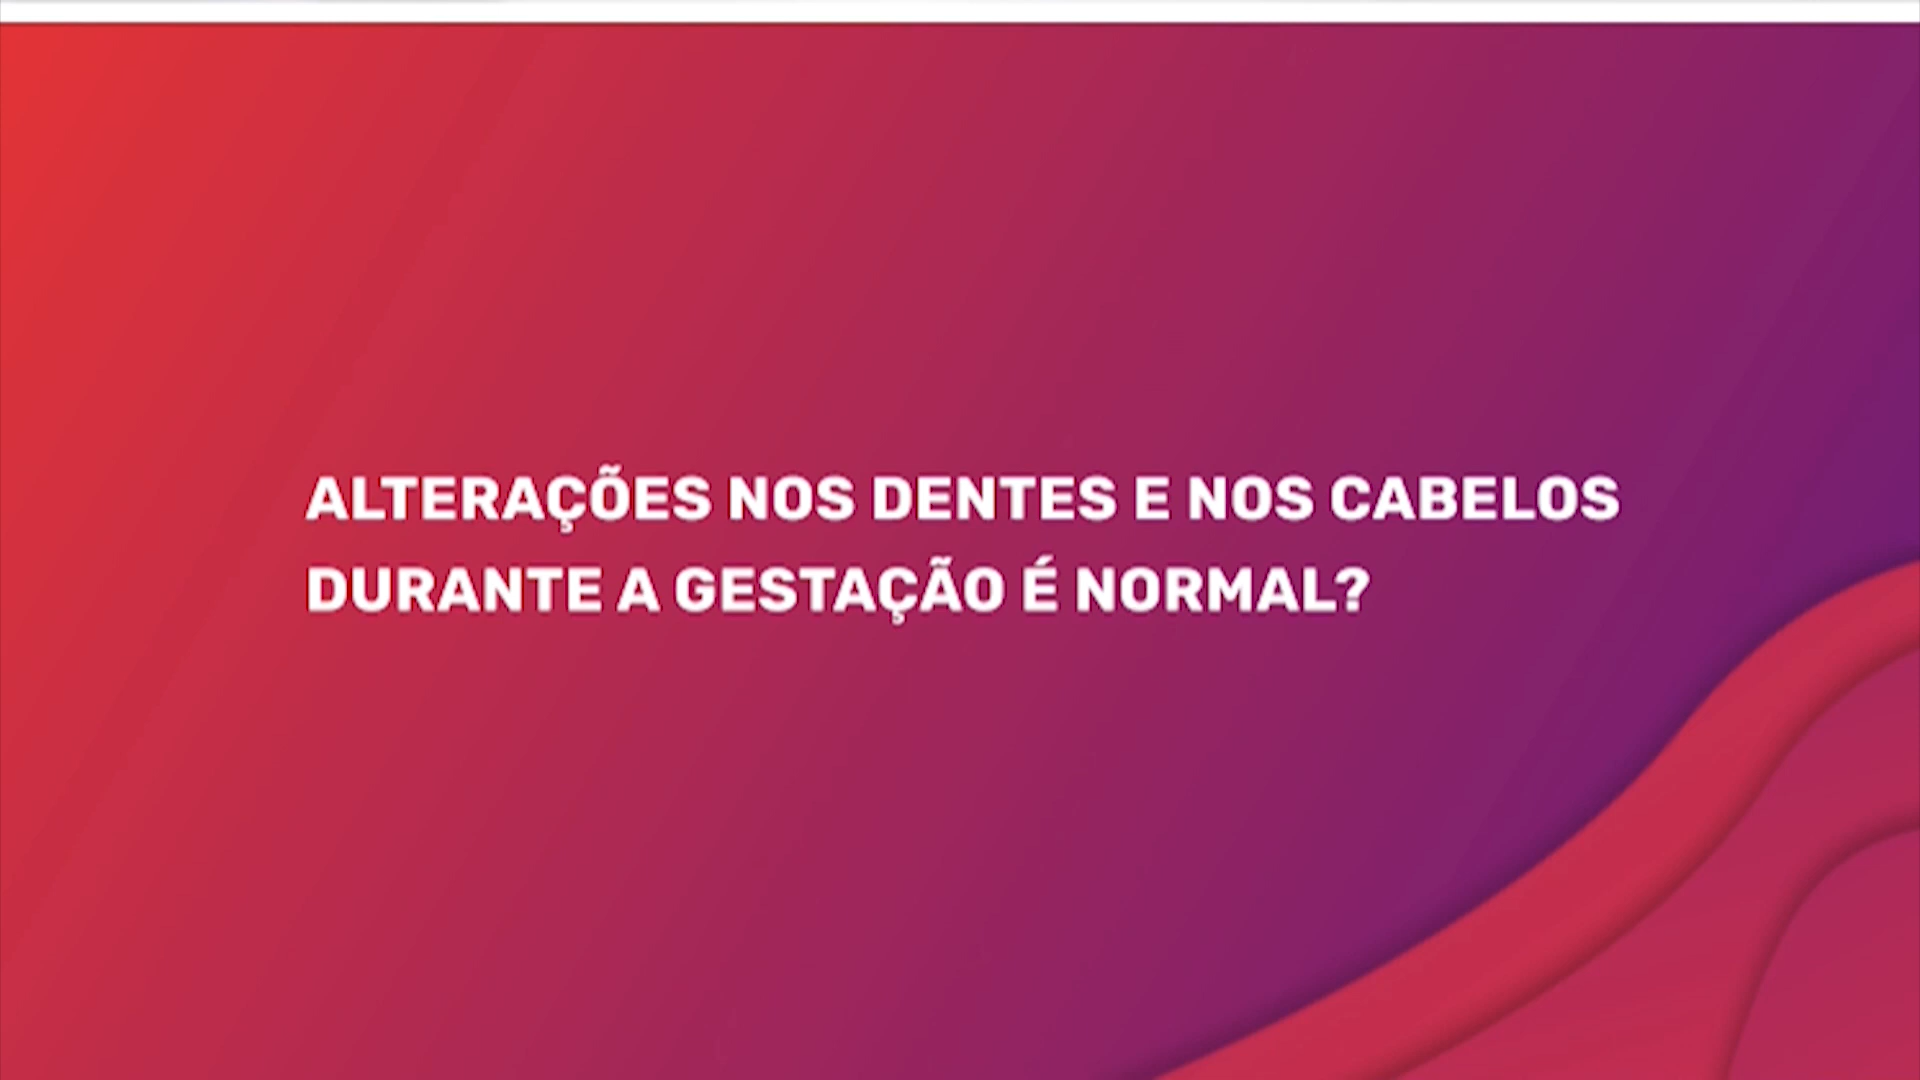 ALTERAÇÕES NOS DENTES E NOS CABELOS
DURANTE A GESTAÇÃO É NORMAL?